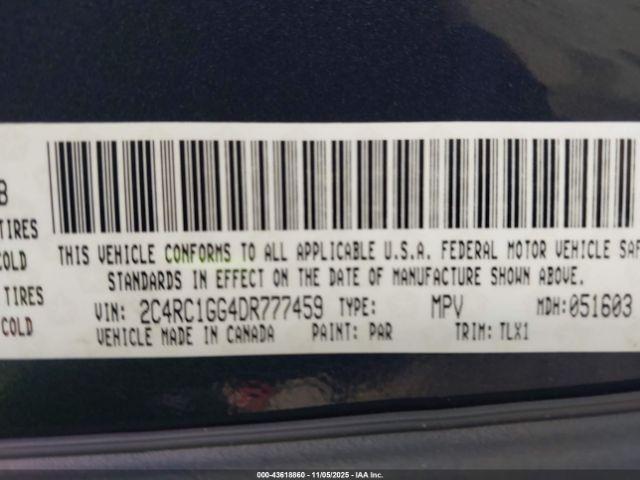 B
TIRES
COLD
TIRES
COLD
THIS VEHICLE CONFORMS TO ALL APPLICABLE U.S.A. FEDERAL MOTOR VEHICLE SAF
STANDARDS IN EFFECT ON THE DATE OF MANUFACTURE SHOWN ABOVE.
VIN: 2C4RC1GG4DR777459 TYPE: MPV MDH:051603
VEHICLE MADE IN CANADA PAINT: PAR TRIM: TLX1
000-43618860 - 11/05/2025 - IAA Inc.